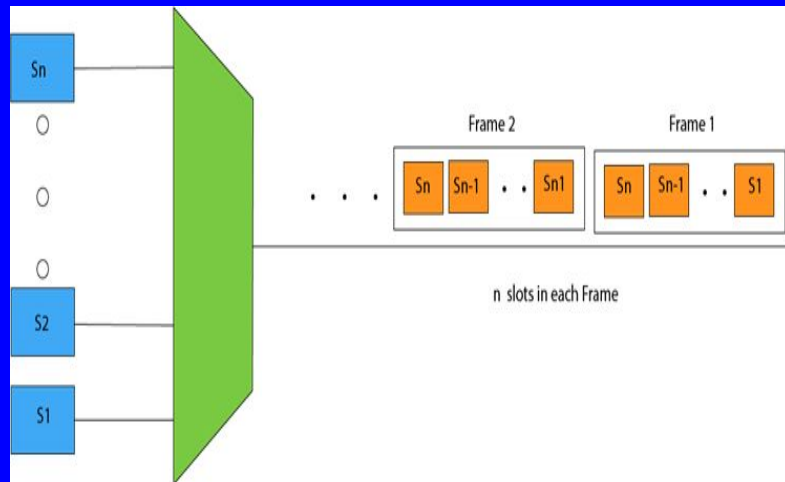 Sn
Frame 2
Frame 1
Sn Sn-1 . . Sn1
Sn Sn-1 . . S1
. . .
n slots in each Frame
S2
S1